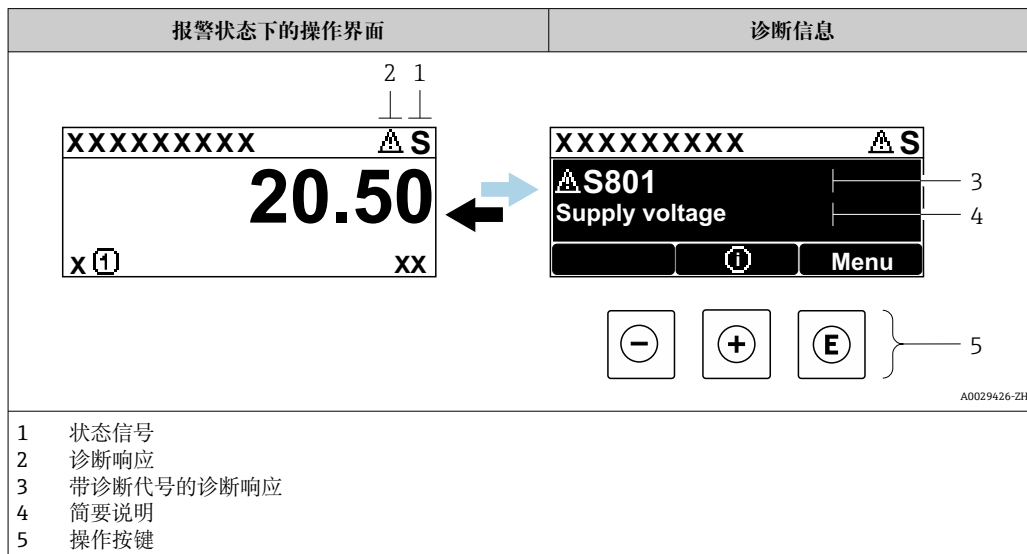 报警状态下的操作界面
诊断信息
2 1
XXXXXXXXX ⚠ S
20.50
x ① xx
XXXXXXXXX ⚠ S
⚠S801
Supply voltage
ⓘ Menu
3
4
− + E
5
A0029426-ZH
1 状态信号
2 诊断响应
3 带诊断代号的诊断响应
4 简要说明
5 操作按键